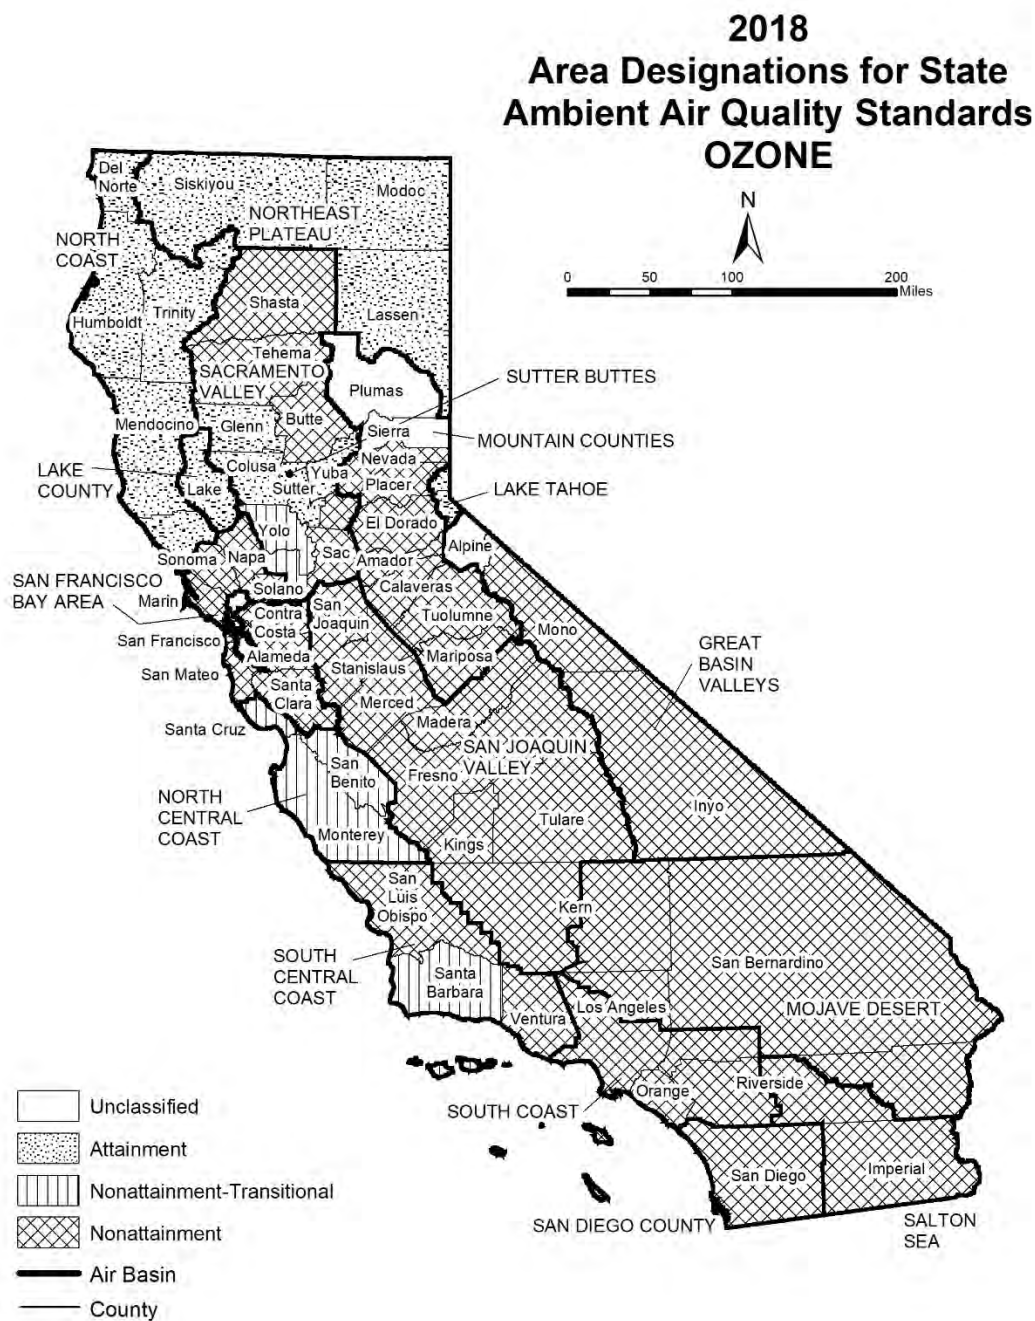 2018
Area Designations for State
Ambient Air Quality Standards
OZONE
N
0 50 100 200
Miles
Del
Norte
Siskiyou
Modoc
NORTHEAST
PLATEAU
NORTH
COAST
Shasta
Trinity
Humboldt
Lassen
Tehema
SACRAMENTO
VALLEY
SUTTER BUTTES
Plumas
Butte
Mendocino
Glenn
Sierra
MOUNTAIN COUNTIES
Nevada
LAKE
COUNTY
Colusa
Yuba
Placer
Lake
Sutter
LAKE TAHOE
El Dorado
Yolo
Alpine
Sonoma
Napa
Sac
Amador
SAN FRANCISCO
BAY AREA
Solano
Calaveras
Marin
Contra
Costa
San
Joaquin
Tuolumne
Mono
San Francisco
Alameda
Stanislaus
Mariposa
GREAT
BASIN
VALLEYS
San Mateo
Santa
Clara
Merced
Madera
Santa Cruz
SAN JOAQUIN
VALLEY
San
Benito
Fresno
NORTH
CENTRAL
COAST
Inyo
Tulare
Monterey
Kings
San
Luis
Obispo
Kern
SOUTH
CENTRAL
COAST
Santa
Barbara
San Bernardino
Los Angeles
MOJAVE DESERT
Ventura
Orange
Riverside
SOUTH COAST
San Diego
Imperial
SAN DIEGO COUNTY
SALTON
SEA
Unclassified
Attainment
Nonattainment-Transitional
Nonattainment
Air Basin
County